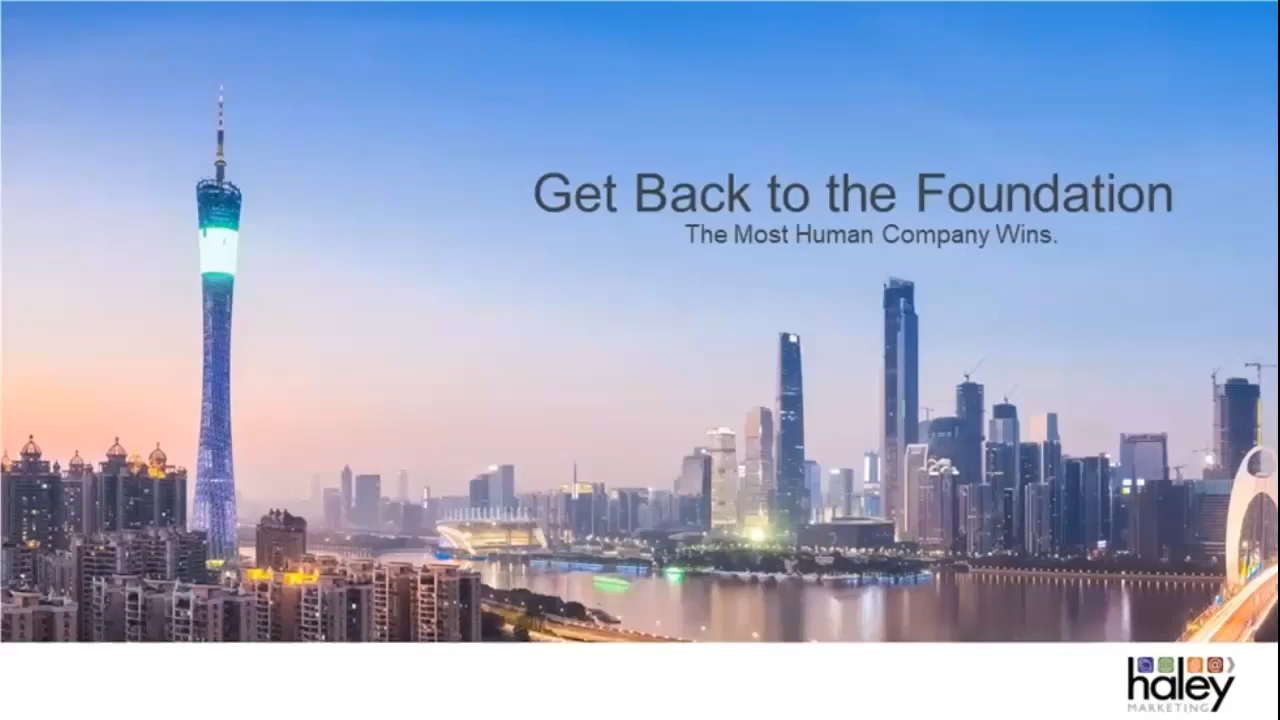 Get Back to the Foundation
The Most Human Company Wins.
haley
MARKETING